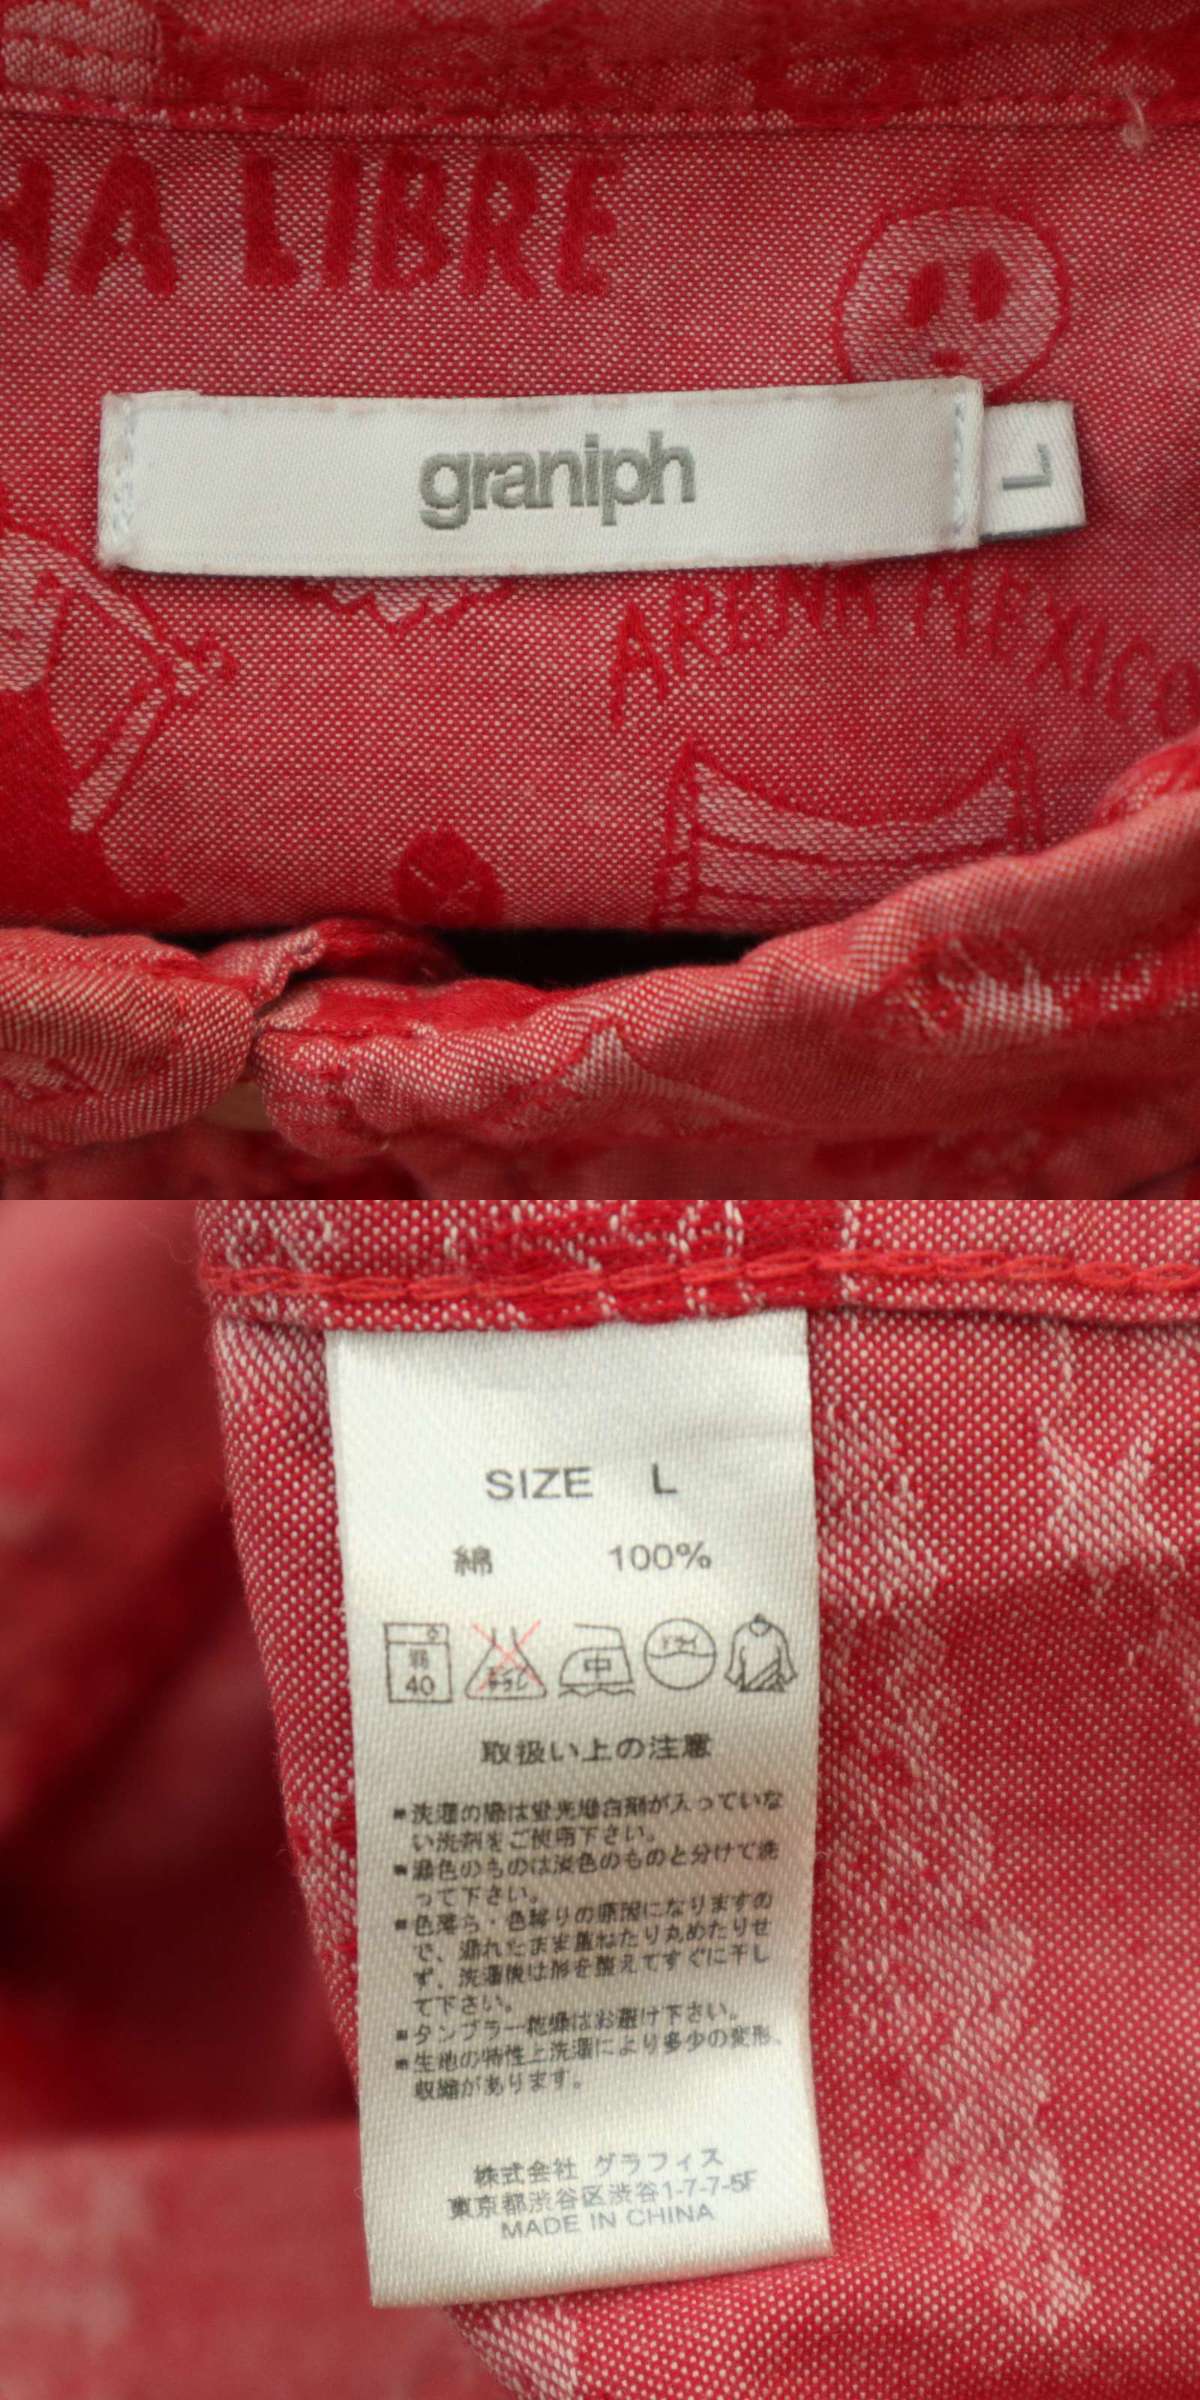 HA LIBRE
graniph
L
ARENA MEXICO
SIZE L
綿 100%
弱
40
エンソ
サラシ
中
ドライ
取扱い上の注意
▪洗濯の際は蛍光増白剤が入っていな
い洗剤をご使用下さい。
▪濃色のものは淡色のものと分けて洗
って下さい。
▪色落ち・色移りの原因になりますの
で、濡れたまま重ねたり丸めたりせ
ず、洗濯後は形を整えてすぐに干し
て下さい。
▪タンブラー乾燥はお避け下さい。
▪生地の特性上洗濯により多少の変形、
収縮があります。
株式会社 グラフィス
東京都渋谷区渋谷1-7-7-5F
MADE IN CHINA